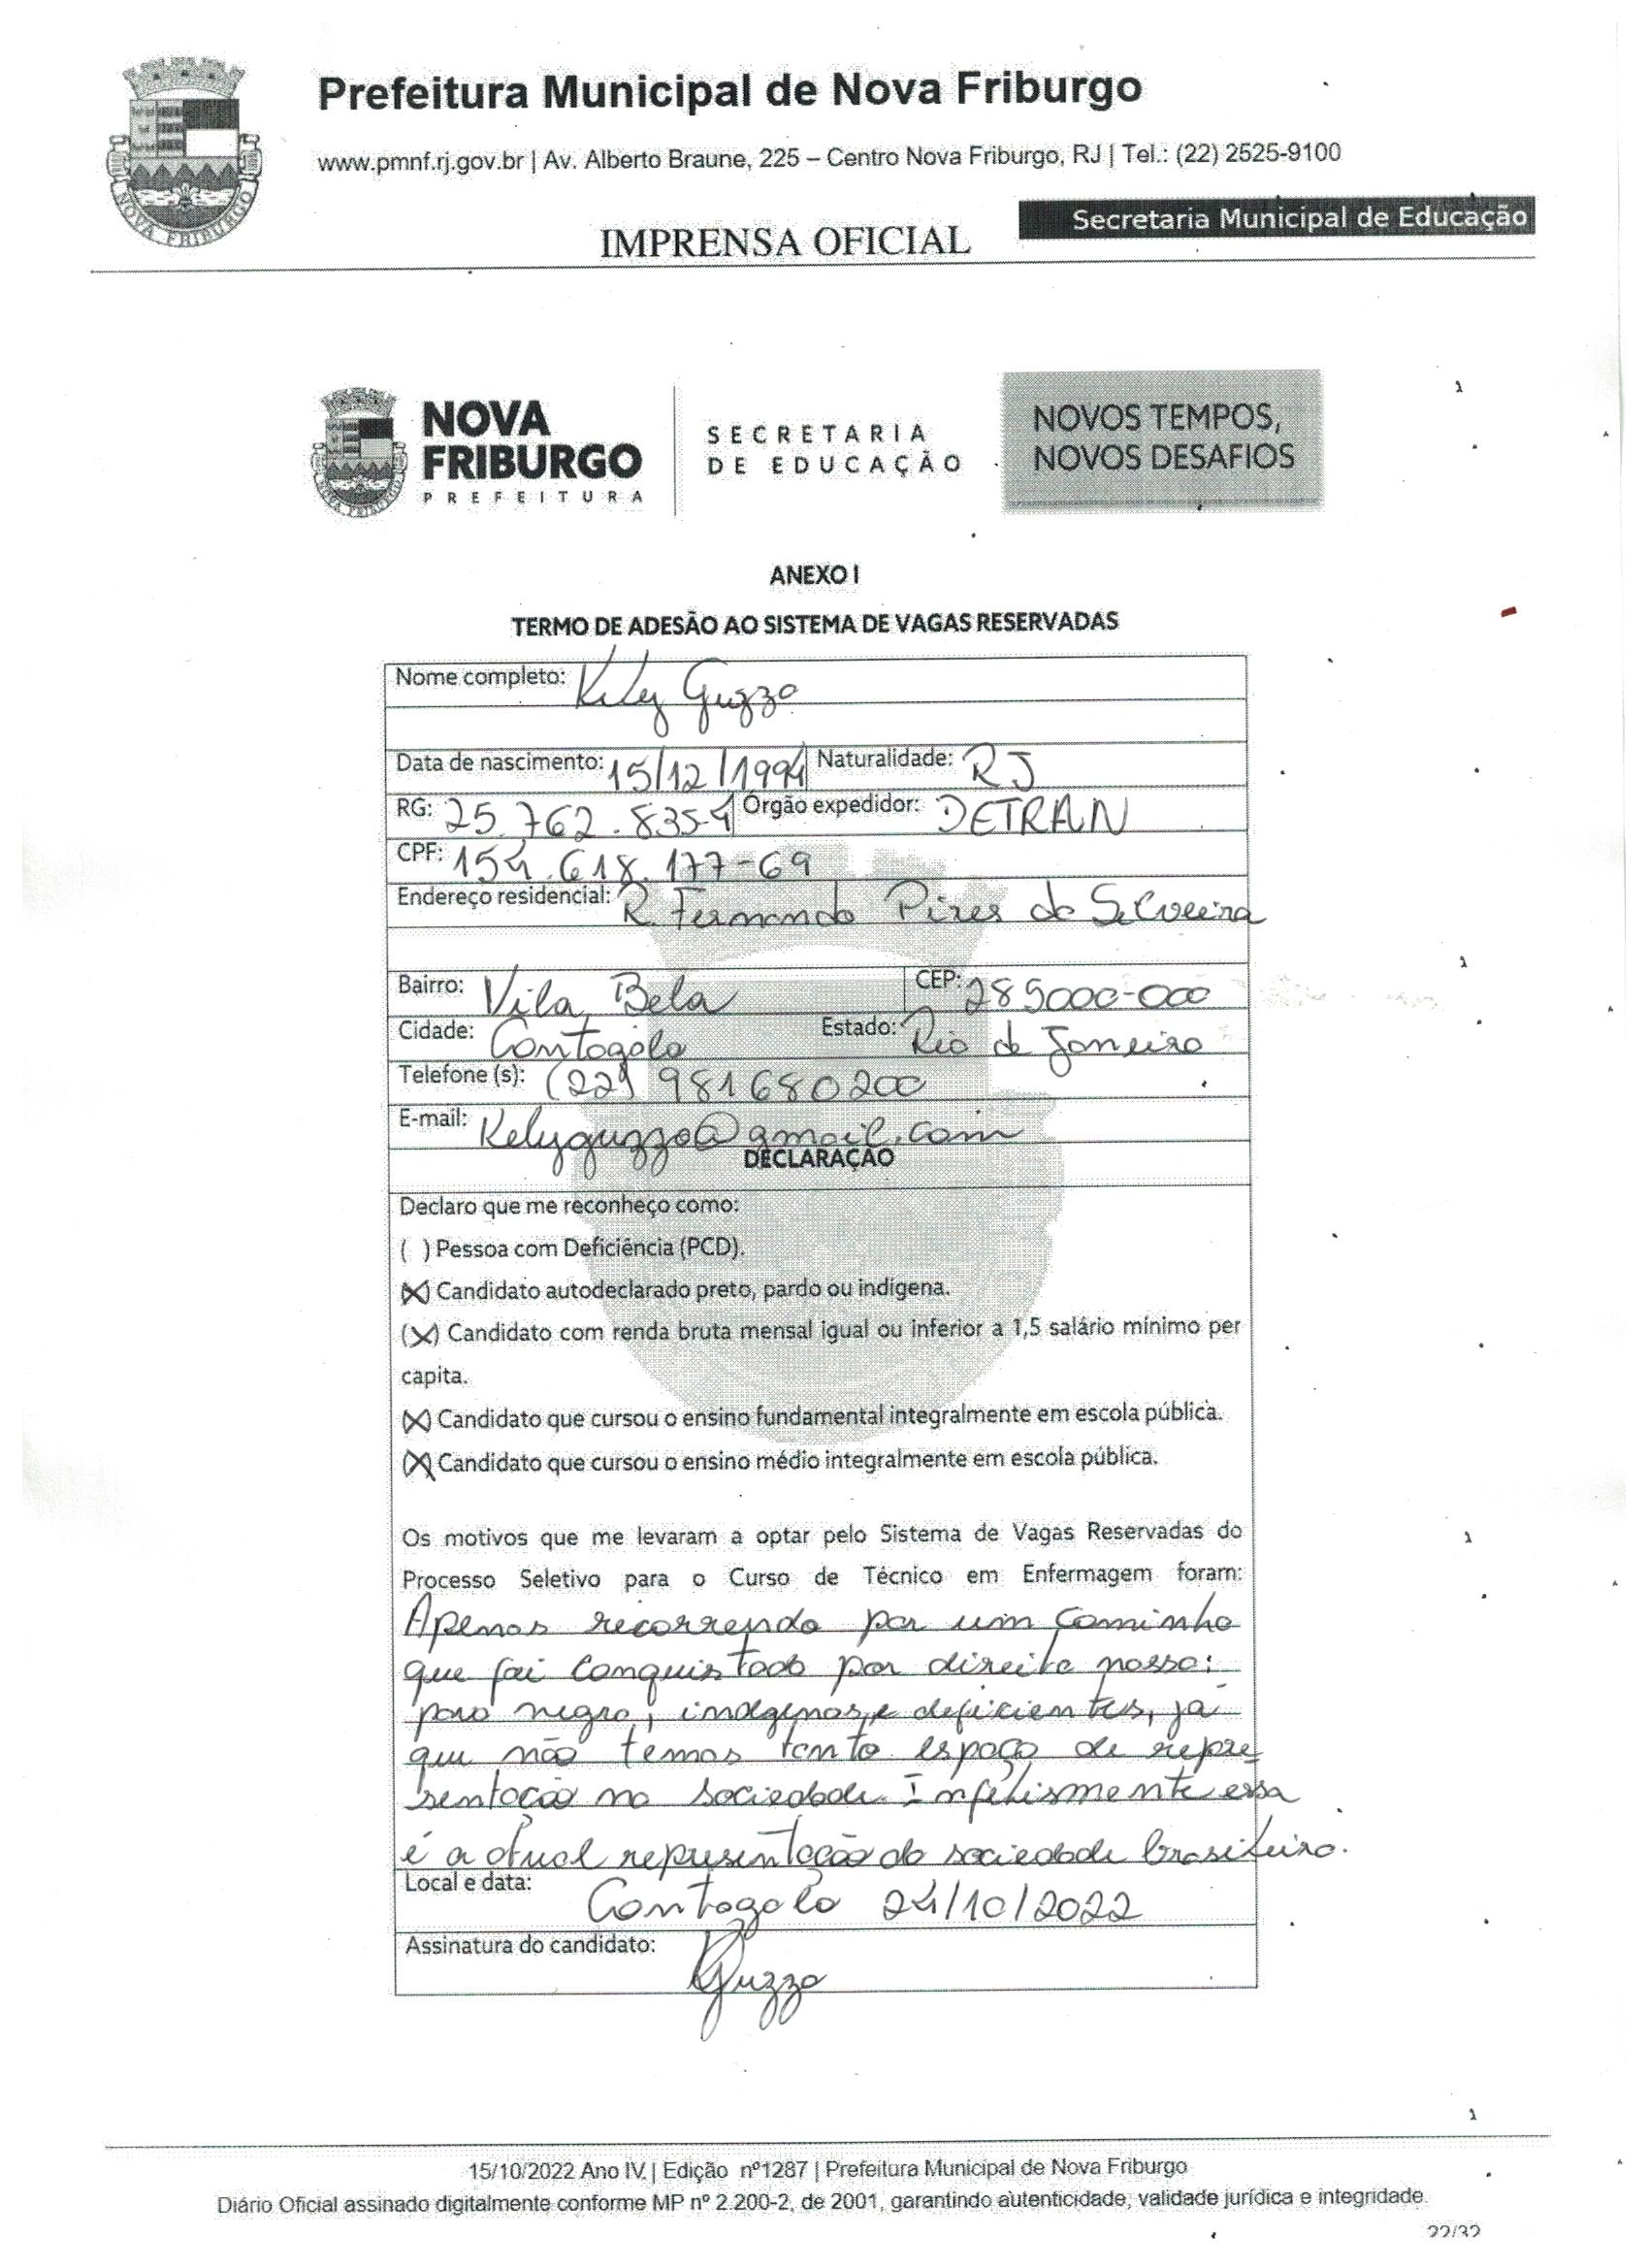 Prefeitura Municipal de Nova Friburgo
www.pmnf.rj.gov.br | Av. Alberto Braune, 225 – Centro Nova Friburgo, RJ | Tel.: (22) 2525-9100
Secretaria Municipal de Educação
IMPRENSA OFICIAL
NOVA FRIBURGO
NOVA
FRIBURGO
PREFEITURA
SECRETARIA
DE EDUCAÇÃO
NOVOS TEMPOS,
NOVOS DESAFIOS
ANEXO I
TERMO DE ADESÃO AO SISTEMA DE VAGAS RESERVADAS
Nome completo: Kely Guzzo
Data de nascimento: 15/12/1994 Naturalidade: RJ
RG: 25.762.835-4 Órgão expedidor: DETRAN
CPF: 154.618.177-69
Endereço residencial: R. Fernando Pires da Silveira
Bairro: Vila Bela CEP: 285000-000
Cidade: Cantagalo Estado: Rio de Janeiro
Telefone (s): (22) 981680200
E-mail: Kelyguzzo@gmail.com
DECLARAÇÃO
Declaro que me reconheço como:
( ) Pessoa com Deficiência (PCD).
(X) Candidato autodeclarado preto, pardo ou indígena.
(X) Candidato com renda bruta mensal igual ou inferior a 1,5 salário mínimo per
capita.
(X) Candidato que cursou o ensino fundamental integralmente em escola pública.
(X) Candidato que cursou o ensino médio integralmente em escola pública.
Os motivos que me levaram a optar pelo Sistema de Vagas Reservadas do
Processo Seletivo para o Curso de Técnico em Enfermagem foram:
Apenas recorrendo por um caminho
que foi conquistado por direito nosso:
povo negro, indígenas e deficientes, já
que não temos tanto espaço de repre
sentação na sociedade. Infelismente essa
é a atual representação da sociedade brasileira.
Local e data: Cantagalo 24/10/2022
Assinatura do candidato: KGuzzo
15/10/2022 Ano IV | Edição nº1287 | Prefeitura Municipal de Nova Friburgo
Diário Oficial assinado digitalmente conforme MP nº 2.200-2, de 2001, garantindo autenticidade, validade jurídica e integridade.
22/32